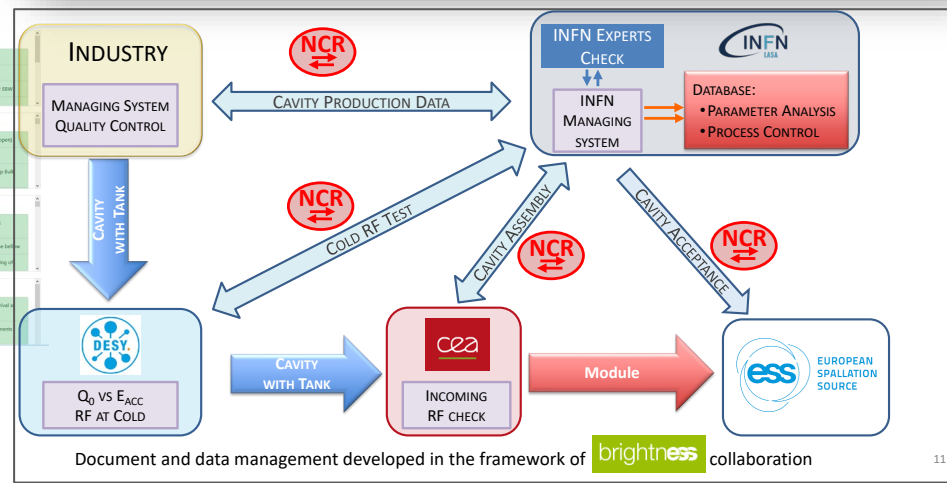 INDUSTRY
MANAGING SYSTEM
QUALITY CONTROL
NCR
CAVITY PRODUCTION DATA
INFN EXPERTS
CHECK
INFN
MANAGING
SYSTEM
INFN
LASA
DATABASE:
•PARAMETER ANALYSIS
•PROCESS CONTROL
CAVITY
WITH TANK
NCR
COLD RF TEST
CAVITY ASSEMBLY
NCR
CAVITY ACCEPTANCE
NCR
DESY.
Q0 VS EACC
RF AT COLD
CAVITY
WITH TANK
cea
INCOMING
RF CHECK
Module
ess
EUROPEAN
SPALLATION
SOURCE
Document and data management developed in the framework of brightness collaboration
11